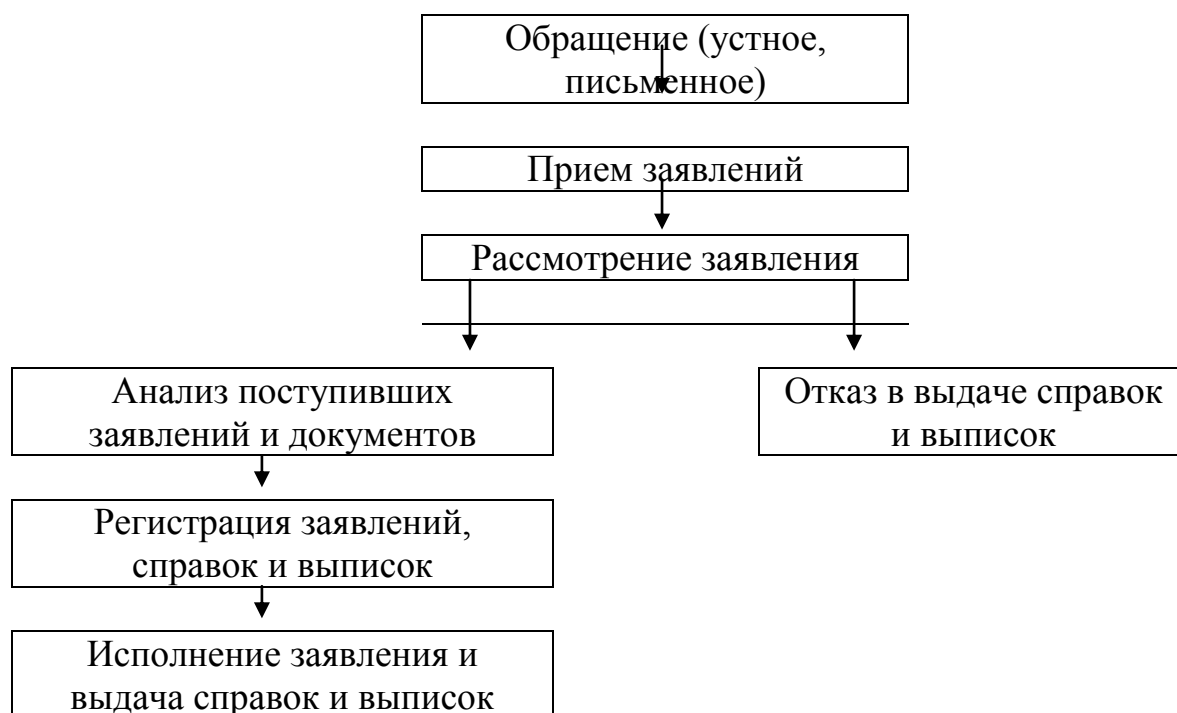 Обращение (устное,
письменное)
Прием заявлений
Рассмотрение заявления
Анализ поступивших
заявлений и документов
Отказ в выдаче справок
и выписок
Регистрация заявлений,
справок и выписок
Исполнение заявления и
выдача справок и выписок